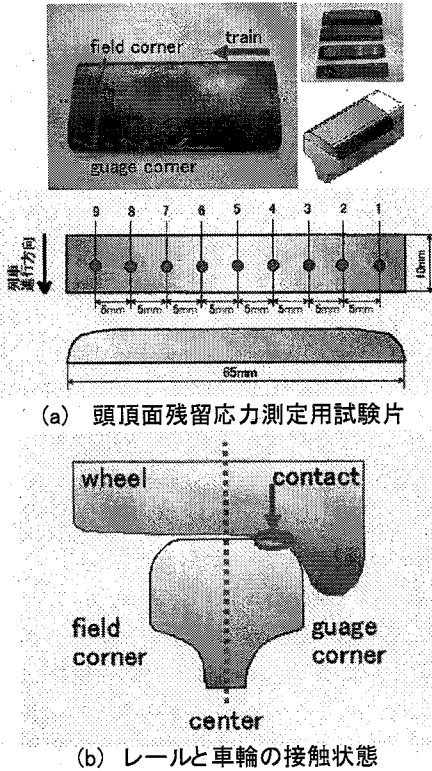 field corner
train
guage corner
9 8 7 6 5 4 3 2 1
列車
進行方向
10mm
5mm 5mm 5mm 5mm 5mm 5mm 5mm 5mm
65mm
(a) 頭頂面残留応力測定用試験片
wheel
contact
field
corner
guage
corner
center
(b) レールと車輪の接触状態